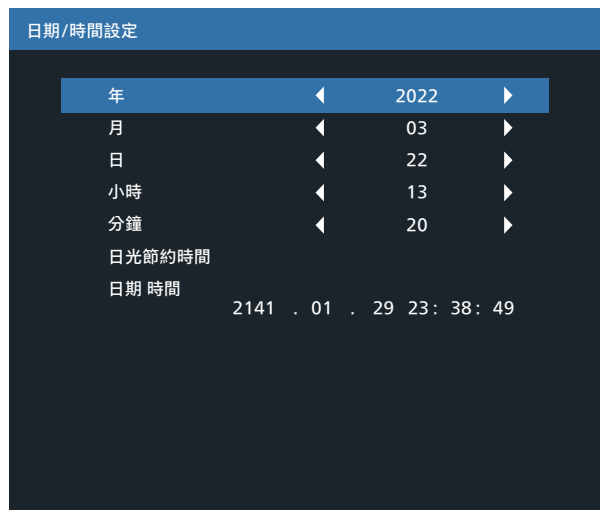 日期/時間設定
年 2022
月 03
日 22
小時 13
分鐘 20
日光節約時間
日期 時間
2141 . 01 . 29 23: 38: 49